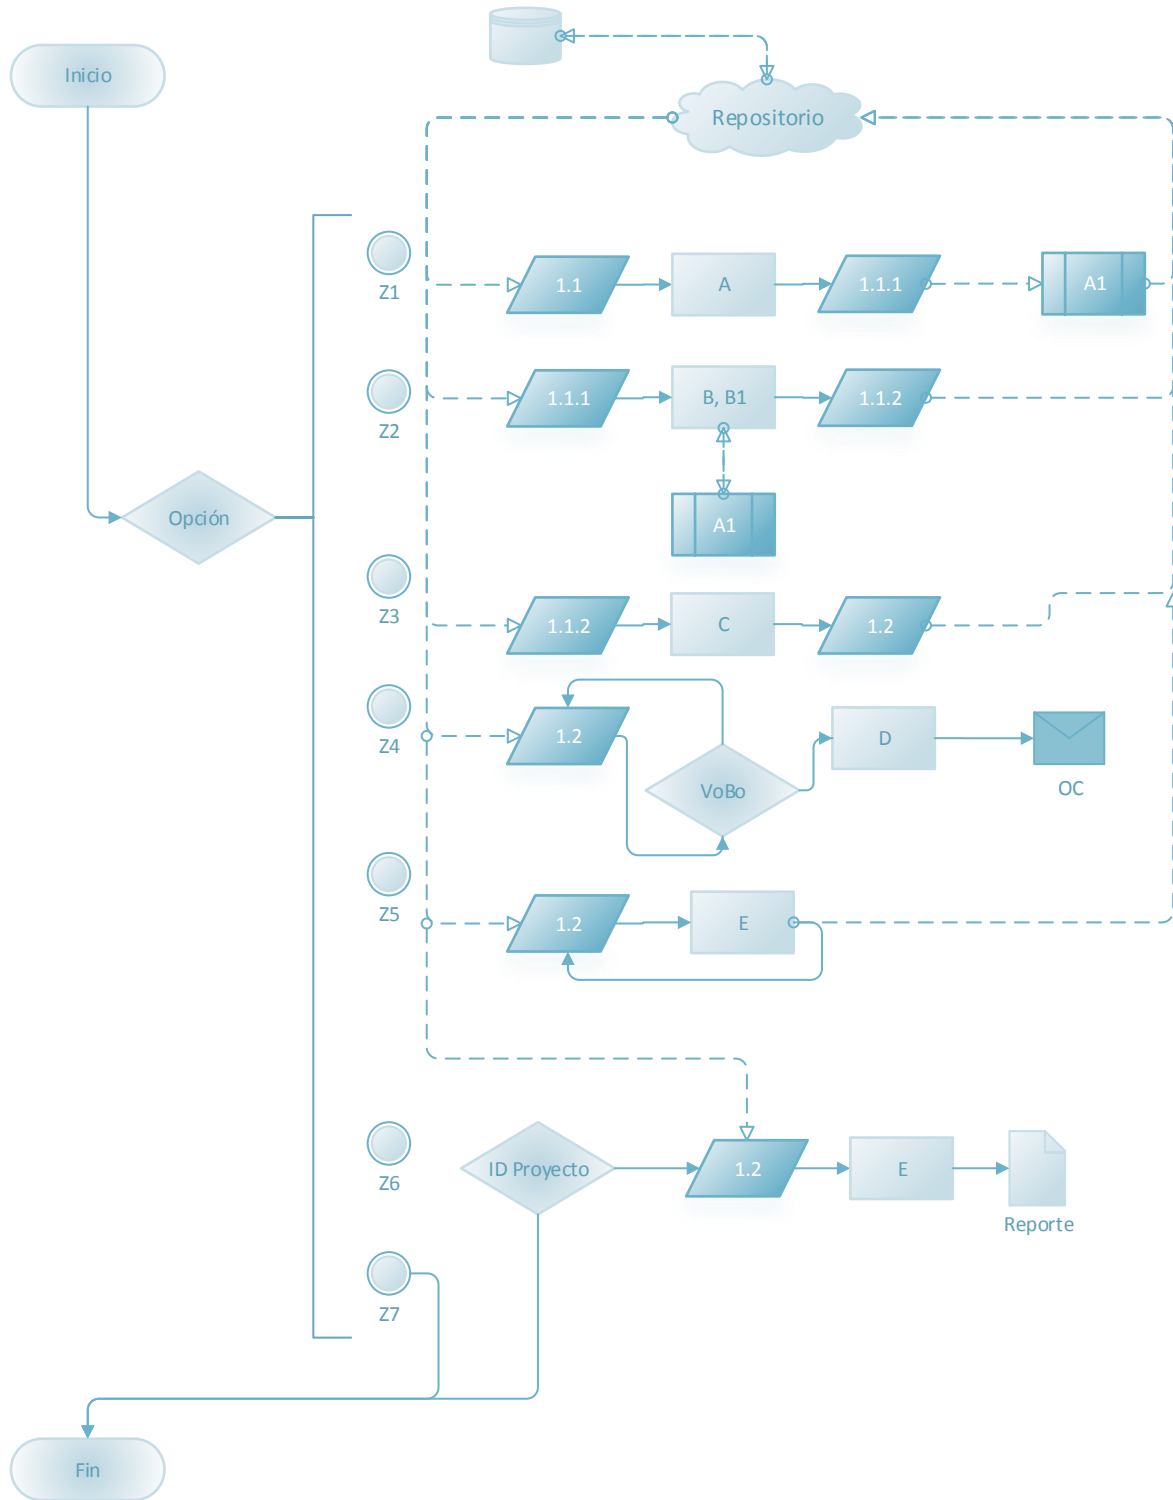 Inicio
Repositorio
Z1
1.1
A
1.1.1
A1
Z2
1.1.1
B, B1
1.1.2
A1
Opción
Z3
1.1.2
C
1.2
Z4
1.2
VoBo
D
OC
Z5
1.2
E
Z6
ID Proyecto
1.2
E
Reporte
Z7
Fin